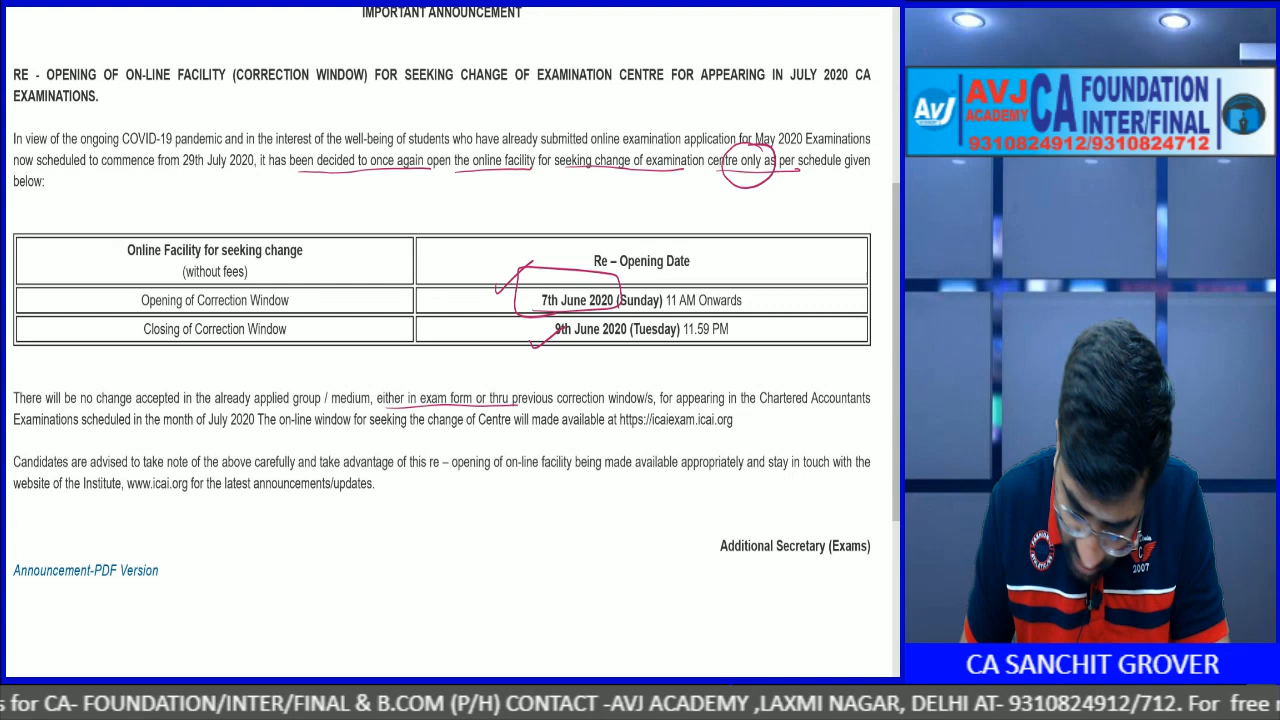 IMPORTANT ANNOUNCEMENT
RE - OPENING OF ON-LINE FACILITY (CORRECTION WINDOW) FOR SEEKING CHANGE OF EXAMINATION CENTRE FOR APPEARING IN JULY 2020 CA
EXAMINATIONS.
In view of the ongoing COVID-19 pandemic and in the interest of the well-being of students who have already submitted online examination application for May 2020 Examinations
now scheduled to commence from 29th July 2020, it has been decided to once again open the online facility for seeking change of examination centre only as per schedule given
below:
Online Facility for seeking change
(without fees)
Re – Opening Date
Opening of Correction Window
7th June 2020 (Sunday) 11 AM Onwards
Closing of Correction Window
9th June 2020 (Tuesday) 11.59 PM
There will be no change accepted in the already applied group / medium, either in exam form or thru previous correction window/s, for appearing in the Chartered Accountants
Examinations scheduled in the month of July 2020 The on-line window for seeking the change of Centre will made available at https://icaiexam.icai.org
Candidates are advised to take note of the above carefully and take advantage of this re – opening of on-line facility being made available appropriately and stay in touch with the
website of the Institute, www.icai.org for the latest announcements/updates.
Additional Secretary (Exams)
Announcement-PDF Version
AVJ
AVJ
ACADEMY
CA
FOUNDATION
INTER/FINAL
9310824912/9310824712
2007
CA SANCHIT GROVER
s for CA- FOUNDATION/INTER/FINAL & B.COM (P/H) CONTACT -AVJ ACADEMY ,LAXMI NAGAR, DELHI AT- 9310824912/712. For free